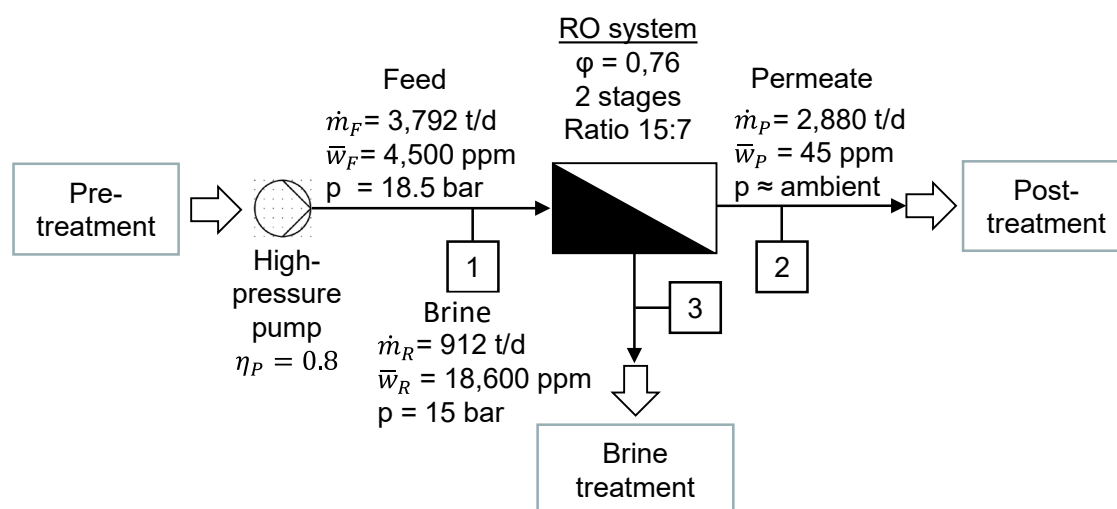 RO system
φ = 0,76
2 stages
Ratio 15:7
Feed
ṁ_F= 3,792 t/d
w̅_F= 4,500 ppm
p = 18.5 bar
Permeate
ṁ_P= 2,880 t/d
w̅_P = 45 ppm
p ≈ ambient
Pre-
treatment
High-
pressure
pump
η_P = 0.8
1
2
3
Post-
treatment
Brine
ṁ_R= 912 t/d
w̅_R = 18,600 ppm
p = 15 bar
Brine
treatment